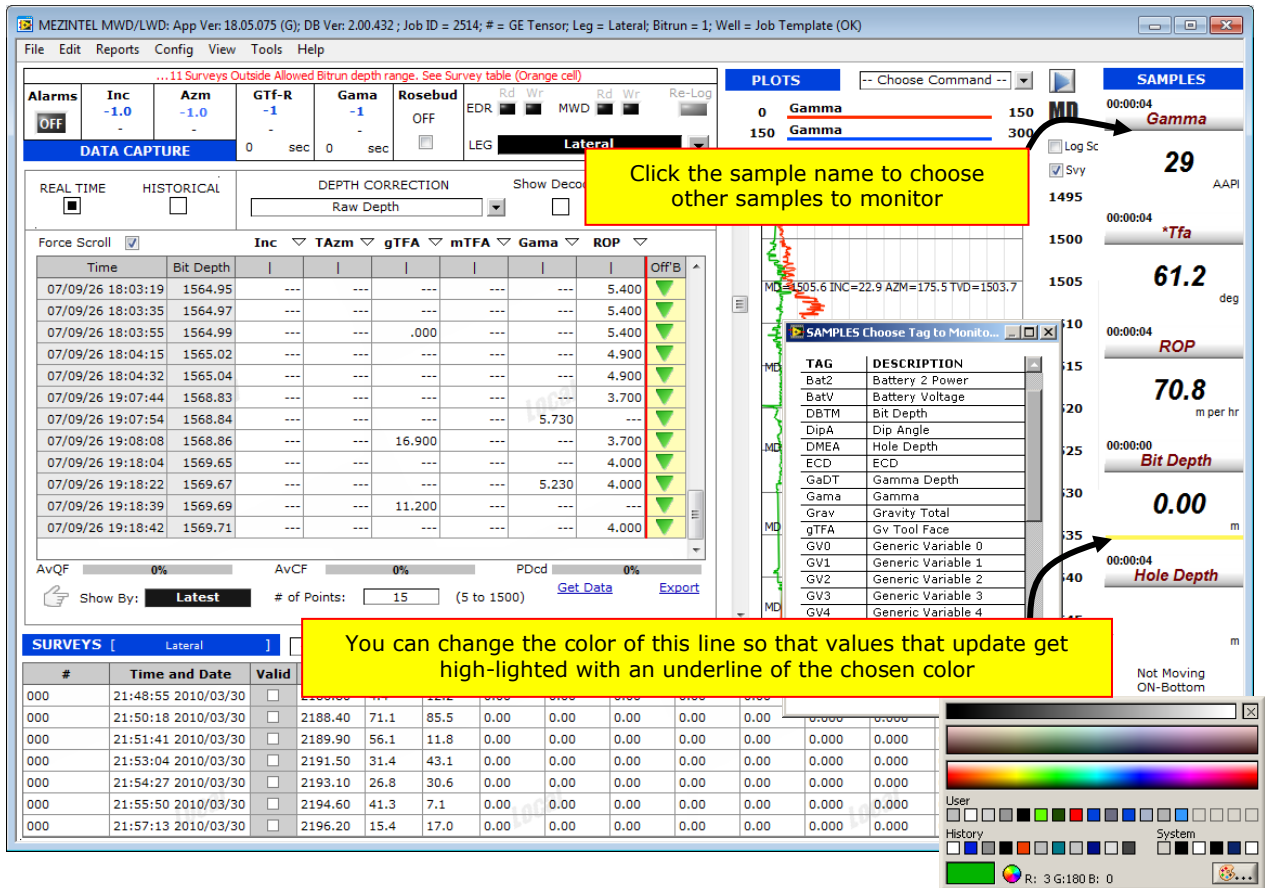 MEZINTEL MWD/LWD: App Ver: 18.05.075 (G); DB Ver: 2.00.432 ; Job ID = 2514; # = GE Tensor; Leg = Lateral; Bitrun = 1; Well = Job Template (OK)
File Edit Reports Config View Tools Help
...11 Surveys Outside Allowed Bitrun depth range. See Survey table (Orange cell)
Alarms Inc Azm GTf-R Gama Rosebud Rd Wr Rd Wr Re-Log
OFF -1.0 -1.0 -1 -1 OFF EDR MWD
- - - -
DATA CAPTURE 0 sec 0 sec LEG Lateral
REAL TIME HISTORICAL DEPTH CORRECTION Show Deco
Raw Depth
Force Scroll Inc TAzm gTFA mTFA Gama ROP
Time Bit Depth | | | | | | Off'B
07/09/26 18:03:19 1564.95 --- --- --- --- --- 5.400
07/09/26 18:03:35 1564.97 --- --- --- --- --- 5.400
07/09/26 18:03:55 1564.99 --- --- .000 --- --- 5.400
07/09/26 18:04:15 1565.02 --- --- --- --- --- 4.900
07/09/26 18:04:32 1565.04 --- --- --- --- --- 4.900
07/09/26 19:07:44 1568.83 --- --- --- --- --- 3.700
07/09/26 19:07:54 1568.84 --- --- --- --- 5.730 ---
07/09/26 19:08:08 1568.86 --- --- 16.900 --- --- 3.700
07/09/26 19:18:04 1569.65 --- --- --- --- --- 4.000
07/09/26 19:18:22 1569.67 --- --- --- --- 5.230 4.000
07/09/26 19:18:39 1569.69 --- --- 11.200 --- --- ---
07/09/26 19:18:42 1569.71 --- --- --- --- --- 4.000
Local
AvQF 0% AvCF 0% PDcd 0%
Show By: Latest # of Points: 15 (5 to 1500) Get Data Export
PLOTS -- Choose Command --
0 Gamma 150
150 Gamma 300
MD
Log Sc
Svy
1495
1500
1505
MD=1505.6 INC=22.9 AZM=175.5 TVD=1503.7
510
MD 515
520
MD 525
530
MD 535
540
MD
Click the sample name to choose
other samples to monitor
SAMPLES Choose Tag to Monito...
TAG DESCRIPTION
Bat2 Battery 2 Power
BatV Battery Voltage
DBTM Bit Depth
DipA Dip Angle
DMEA Hole Depth
ECD ECD
GaDT Gamma Depth
Gama Gamma
Grav Gravity Total
gTFA Gv Tool Face
GV0 Generic Variable 0
GV1 Generic Variable 1
GV2 Generic Variable 2
GV3 Generic Variable 3
GV4 Generic Variable 4
SAMPLES
00:00:04
Gamma
29
AAPI
00:00:04
*Tfa
61.2
deg
00:00:04
ROP
70.8
m per hr
00:00:00
Bit Depth
0.00
m
00:00:04
Hole Depth
m
Not Moving
ON-Bottom
You can change the color of this line so that values that update get
high-lighted with an underline of the chosen color
SURVEYS [ Lateral ]
# Time and Date Valid
000 21:48:55 2010/03/30
000 21:50:18 2010/03/30 2188.40 71.1 85.5 0.00 0.00 0.00 0.00 0.00 0.000 0.000
000 21:51:41 2010/03/30 2189.90 56.1 11.8 0.00 0.00 0.00 0.00 0.00 0.000 0.000
000 21:53:04 2010/03/30 2191.50 31.4 43.1 0.00 0.00 0.00 0.00 0.00 0.000 0.000
000 21:54:27 2010/03/30 2193.10 26.8 30.6 0.00 0.00 0.00 0.00 0.00 0.000 0.000
000 21:55:50 2010/03/30 2194.60 41.3 7.1 0.00 0.00 0.00 0.00 0.00 0.000 0.000
000 21:57:13 2010/03/30 2196.20 15.4 17.0 0.00 0.00 0.00 0.00 0.00 0.000 0.000
Local
User
History System
R: 3 G:180 B: 0